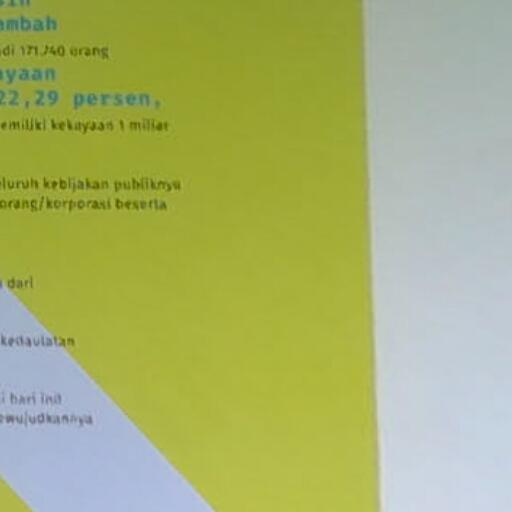 ambah
di 171.740 orang
ayaan
22,29 persen,
emiliki kekayaan 1 miliar
eluruh kebijakan publiknya
orang/korporasi beserta
dari
kedaulatan
i hari ini!
ewujudkannya